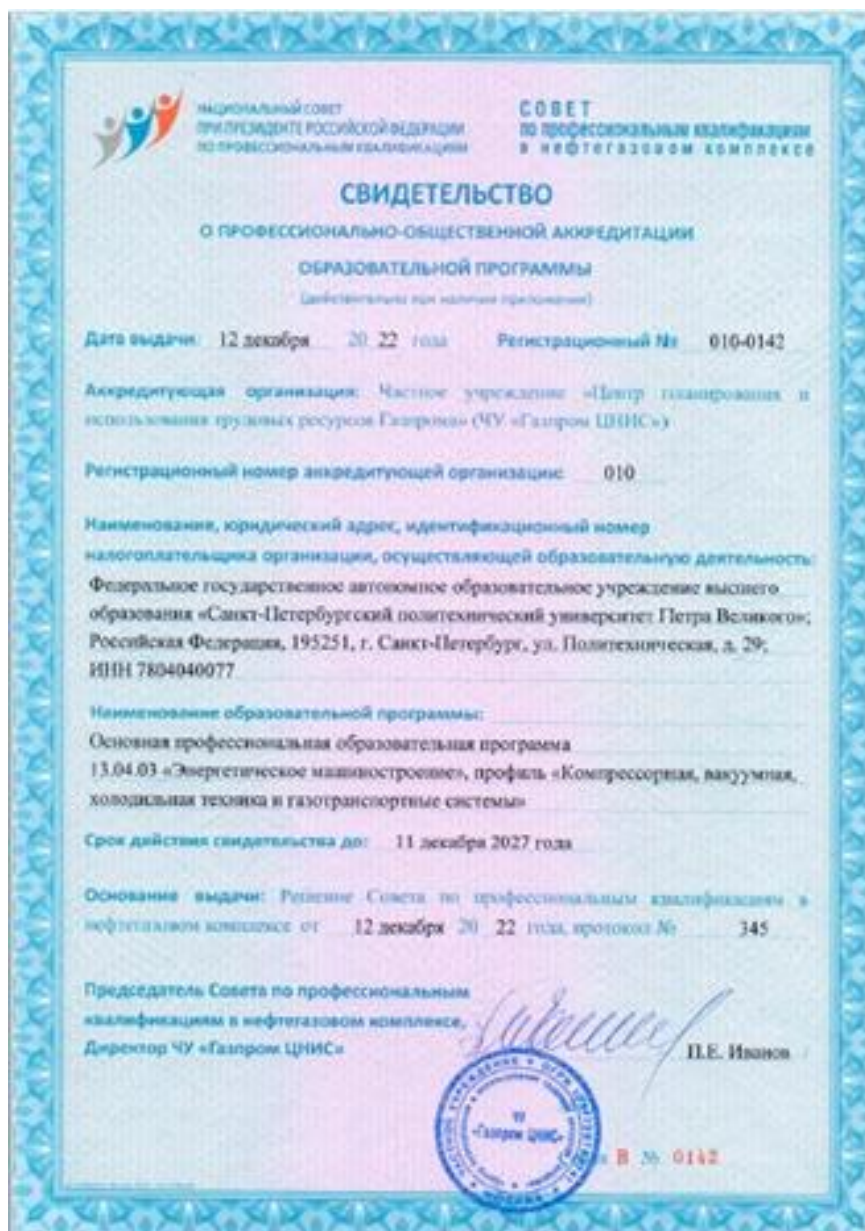 НАЦИОНАЛЬНЫЙ СОВЕТ
ПРИ ПРЕЗИДЕНТЕ РОССИЙСКОЙ ФЕДЕРАЦИИ
ПО ПРОФЕССИОНАЛЬНЫМ КВАЛИФИКАЦИЯМ
СОВЕТ
по профессиональным квалификациям
в нефтегазовом комплексе
СВИДЕТЕЛЬСТВО
О ПРОФЕССИОНАЛЬНО-ОБЩЕСТВЕННОЙ АККРЕДИТАЦИИ
ОБРАЗОВАТЕЛЬНОЙ ПРОГРАММЫ
(действительно при наличии приложения)
Дата выдачи: 12 декабря 20 22 года Регистрационный № 010-0142
Аккредитующая организация: Частное учреждение «Центр планирования и
использования трудовых ресурсов Газпрома» (ЧУ «Газпром ЦНИС»)
Регистрационный номер аккредитующей организации: 010
Наименование, юридический адрес, идентификационный номер
налогоплательщика организации, осуществляющей образовательную деятельность:
Федеральное государственное автономное образовательное учреждение высшего
образования «Санкт-Петербургский политехнический университет Петра Великого»;
Российская Федерация, 195251, г. Санкт-Петербург, ул. Политехническая, д. 29;
ИНН 7804040077
Наименование образовательной программы:
Основная профессиональная образовательная программа
13.04.03 «Энергетическое машиностроение», профиль «Компрессорная, вакуумная,
холодильная техника и газотранспортные системы»
Срок действия свидетельства до: 11 декабря 2027 года
Основание выдачи: Решение Совета по профессиональным квалификациям в
нефтегазовом комплексе от 12 декабря 20 22 года, протокол № 345
Председатель Совета по профессиональным
квалификациям в нефтегазовом комплексе,
Директор ЧУ «Газпром ЦНИС»
П.Е. Иванов
ЧУ
«Газпром ЦНИС»
В № 0142